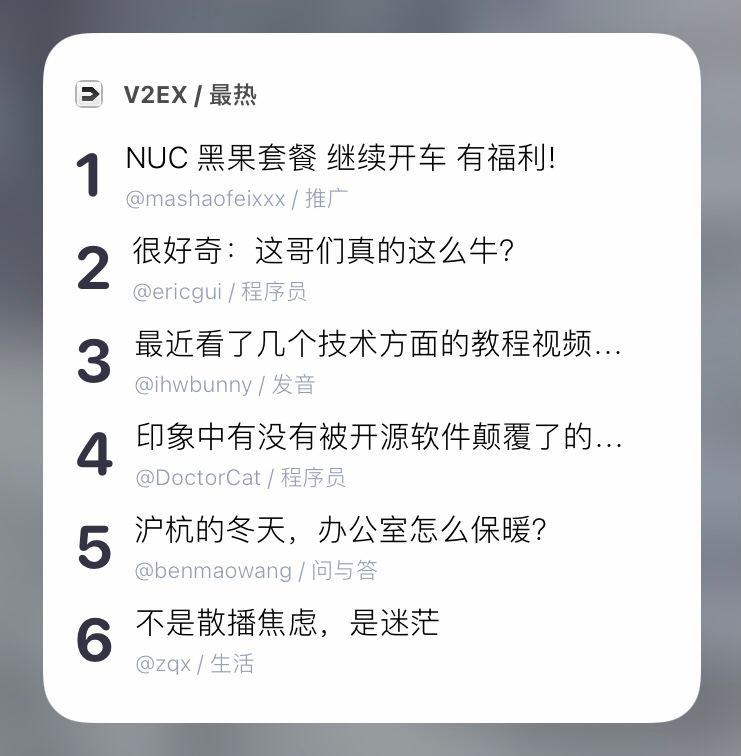 V2EX / 最热
1
NUC 黑果套餐 继续开车 有福利!
@mashaofeixxx / 推广
2
很好奇：这哥们真的这么牛？
@ericgui / 程序员
3
最近看了几个技术方面的教程视频...
@ihwbunny / 发音
4
印象中有没有被开源软件颠覆了的...
@DoctorCat / 程序员
5
沪杭的冬天，办公室怎么保暖？
@benmaowang / 问与答
6
不是散播焦虑，是迷茫
@zqx / 生活